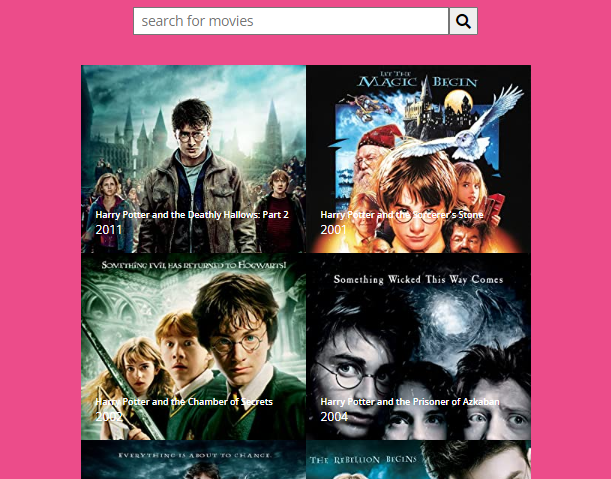 search for movies
LET THE
MAGIC BEGIN
Harry Potter and the Deathly Hallows: Part 2
2011
Harry Potter and the Sorcerer's Stone
2001
SOMETHING EVIL HAS RETURNED TO HOGWARTS!
Something Wicked This Way Comes
Harry Potter and the Chamber of Secrets
2002
Harry Potter and the Prisoner of Azkaban
2004
EVERYTHING IS ABOUT TO CHANGE.
THE REBELLION BEGINS